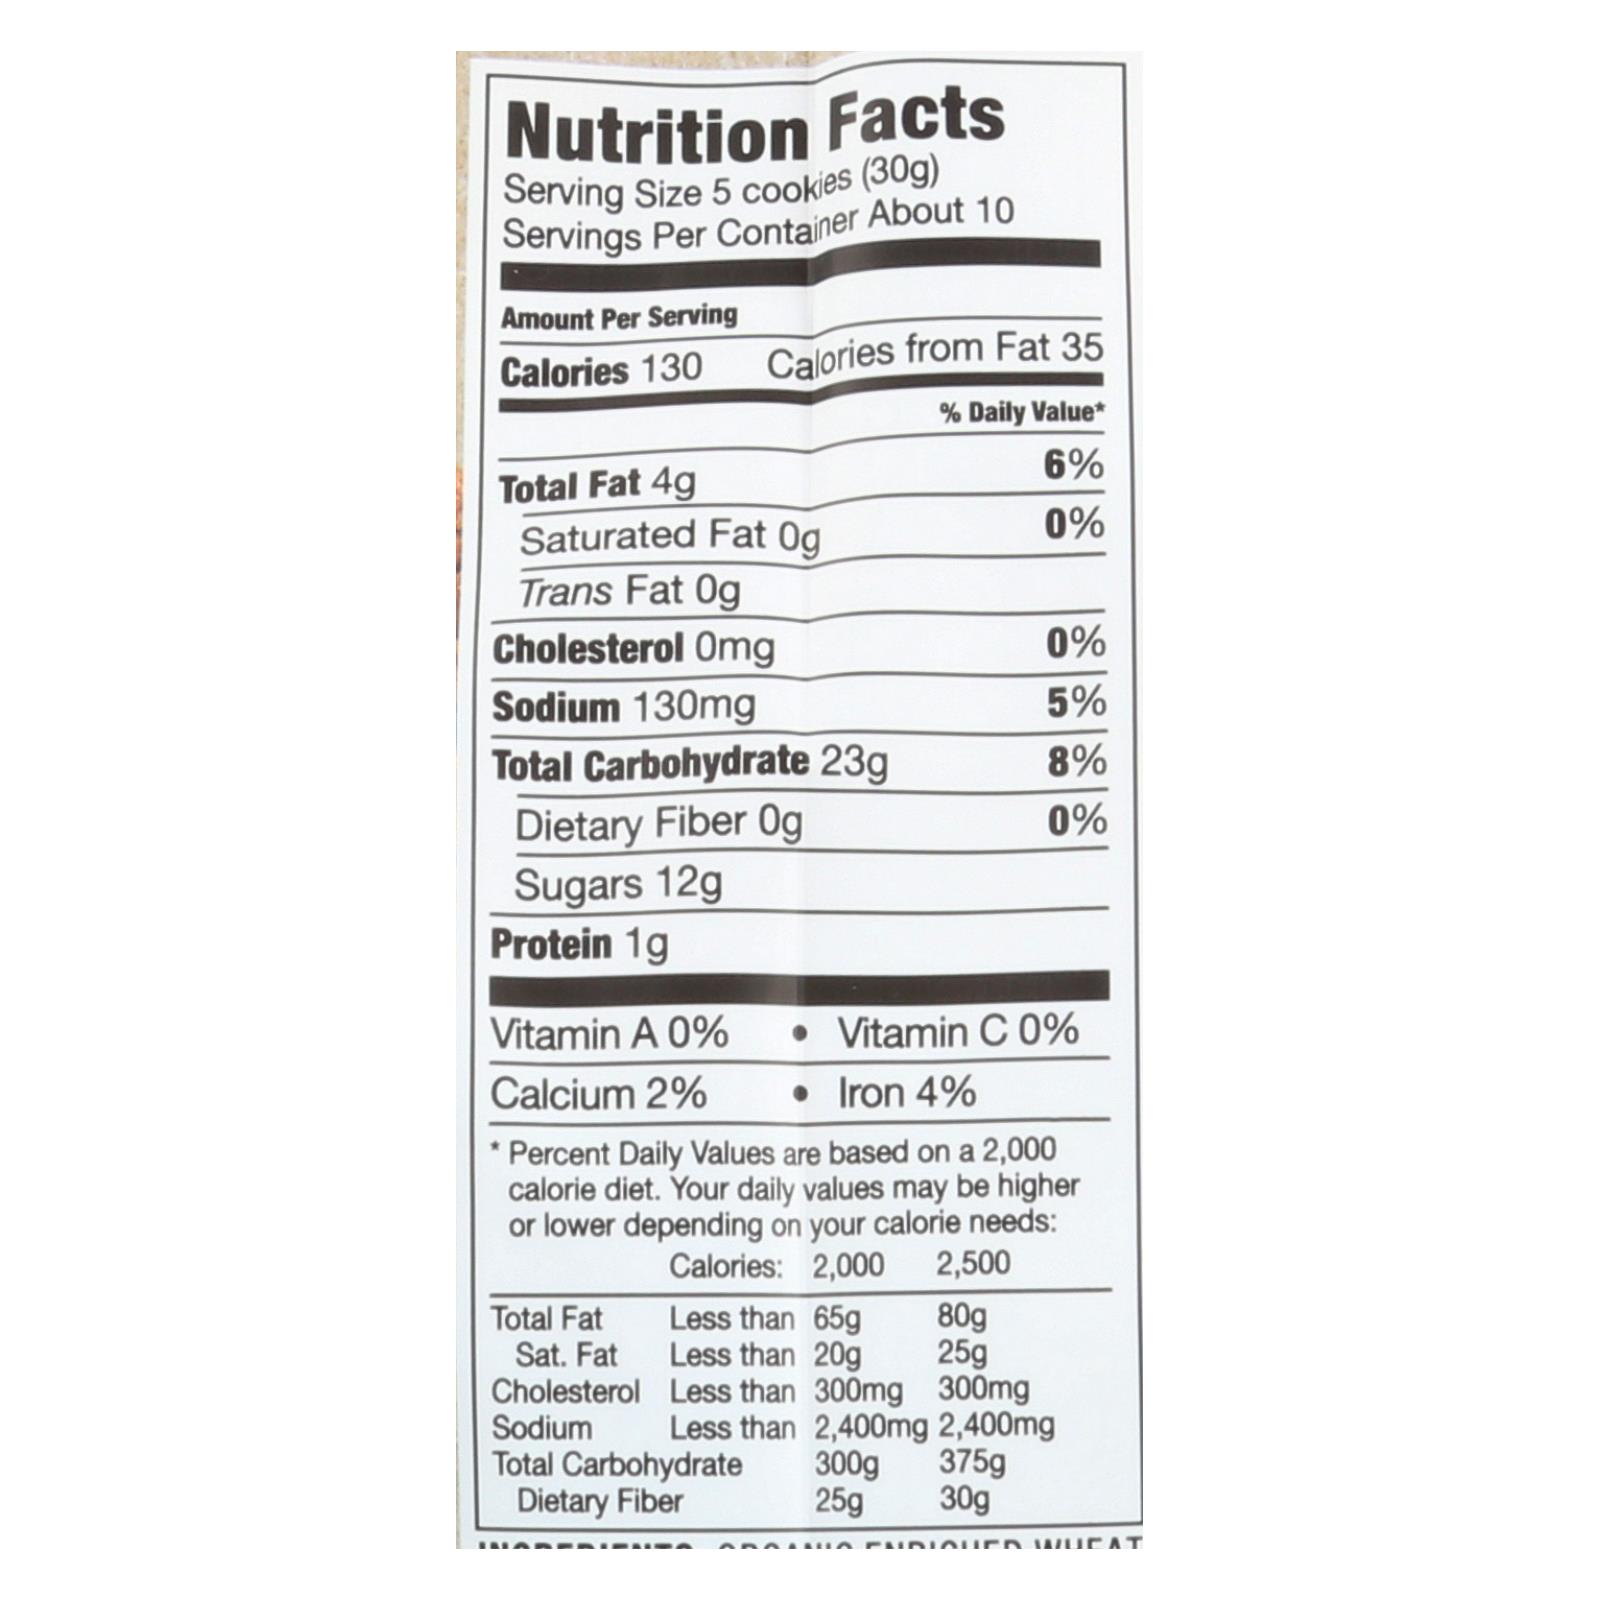 Nutrition Facts
Serving Size 5 cookies (30g)
Servings Per Container About 10
Amount Per Serving
Calories 130 Calories from Fat 35
% Daily Value*
Total Fat 4g 6%
Saturated Fat 0g 0%
Trans Fat 0g
Cholesterol 0mg 0%
Sodium 130mg 5%
Total Carbohydrate 23g 8%
Dietary Fiber 0g 0%
Sugars 12g
Protein 1g
Vitamin A 0% • Vitamin C 0%
Calcium 2% • Iron 4%
* Percent Daily Values are based on a 2,000
calorie diet. Your daily values may be higher
or lower depending on your calorie needs:
Calories: 2,000 2,500
Total Fat Less than 65g 80g
Sat. Fat Less than 20g 25g
Cholesterol Less than 300mg 300mg
Sodium Less than 2,400mg 2,400mg
Total Carbohydrate 300g 375g
Dietary Fiber 25g 30g
INGREDIENTS ORGANIC ENRICHED WHEAT